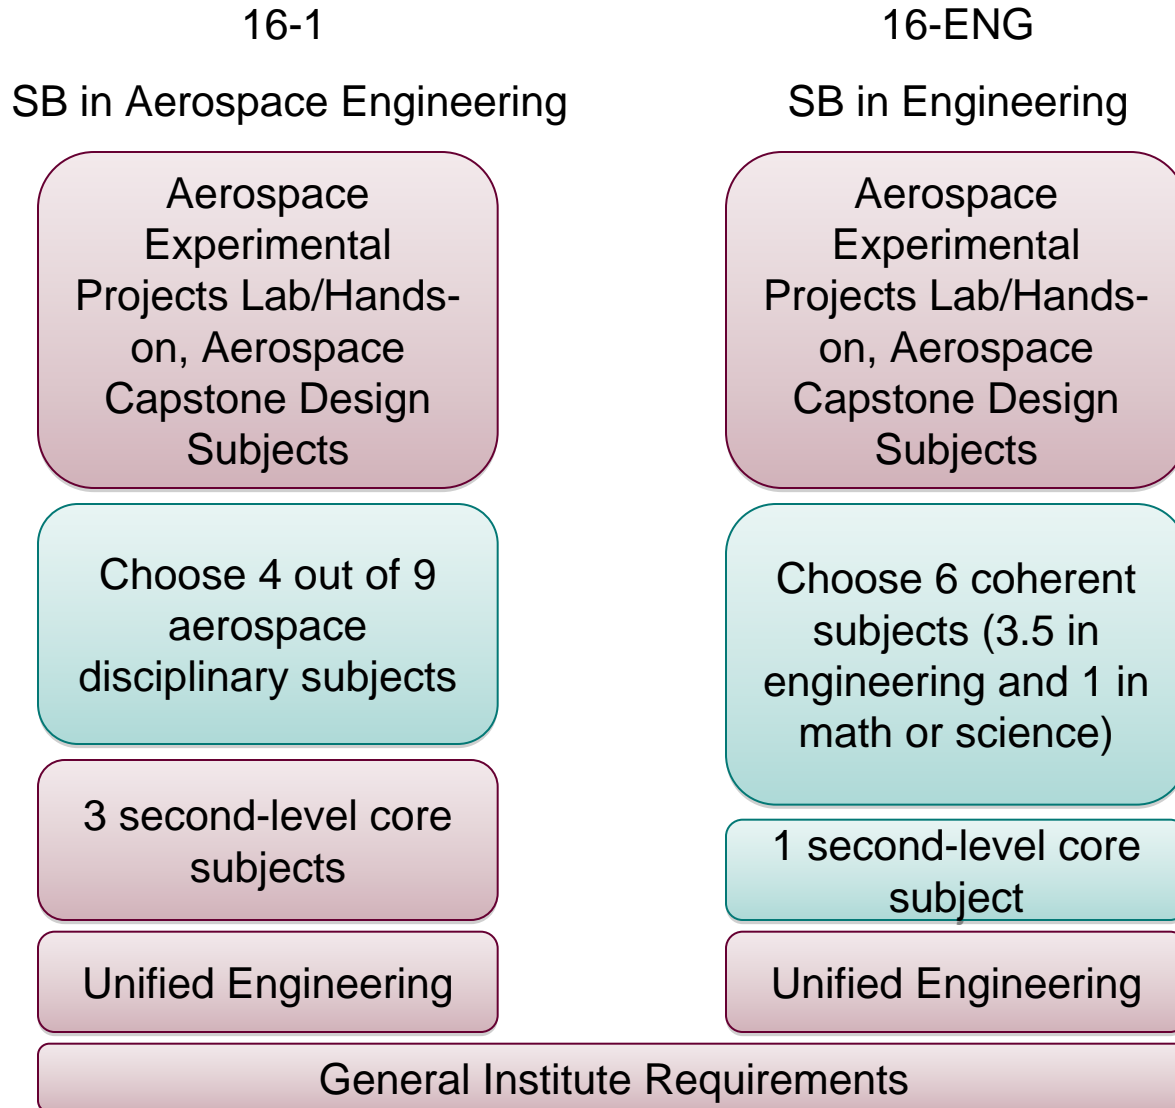 16-1
SB in Aerospace Engineering
Aerospace
Experimental
Projects Lab/Hands-
on, Aerospace
Capstone Design
Subjects
Choose 4 out of 9
aerospace
disciplinary subjects
3 second-level core
subjects
Unified Engineering
16-ENG
SB in Engineering
Aerospace
Experimental
Projects Lab/Hands-
on, Aerospace
Capstone Design
Subjects
Choose 6 coherent
subjects (3.5 in
engineering and 1 in
math or science)
1 second-level core
subject
Unified Engineering
General Institute Requirements